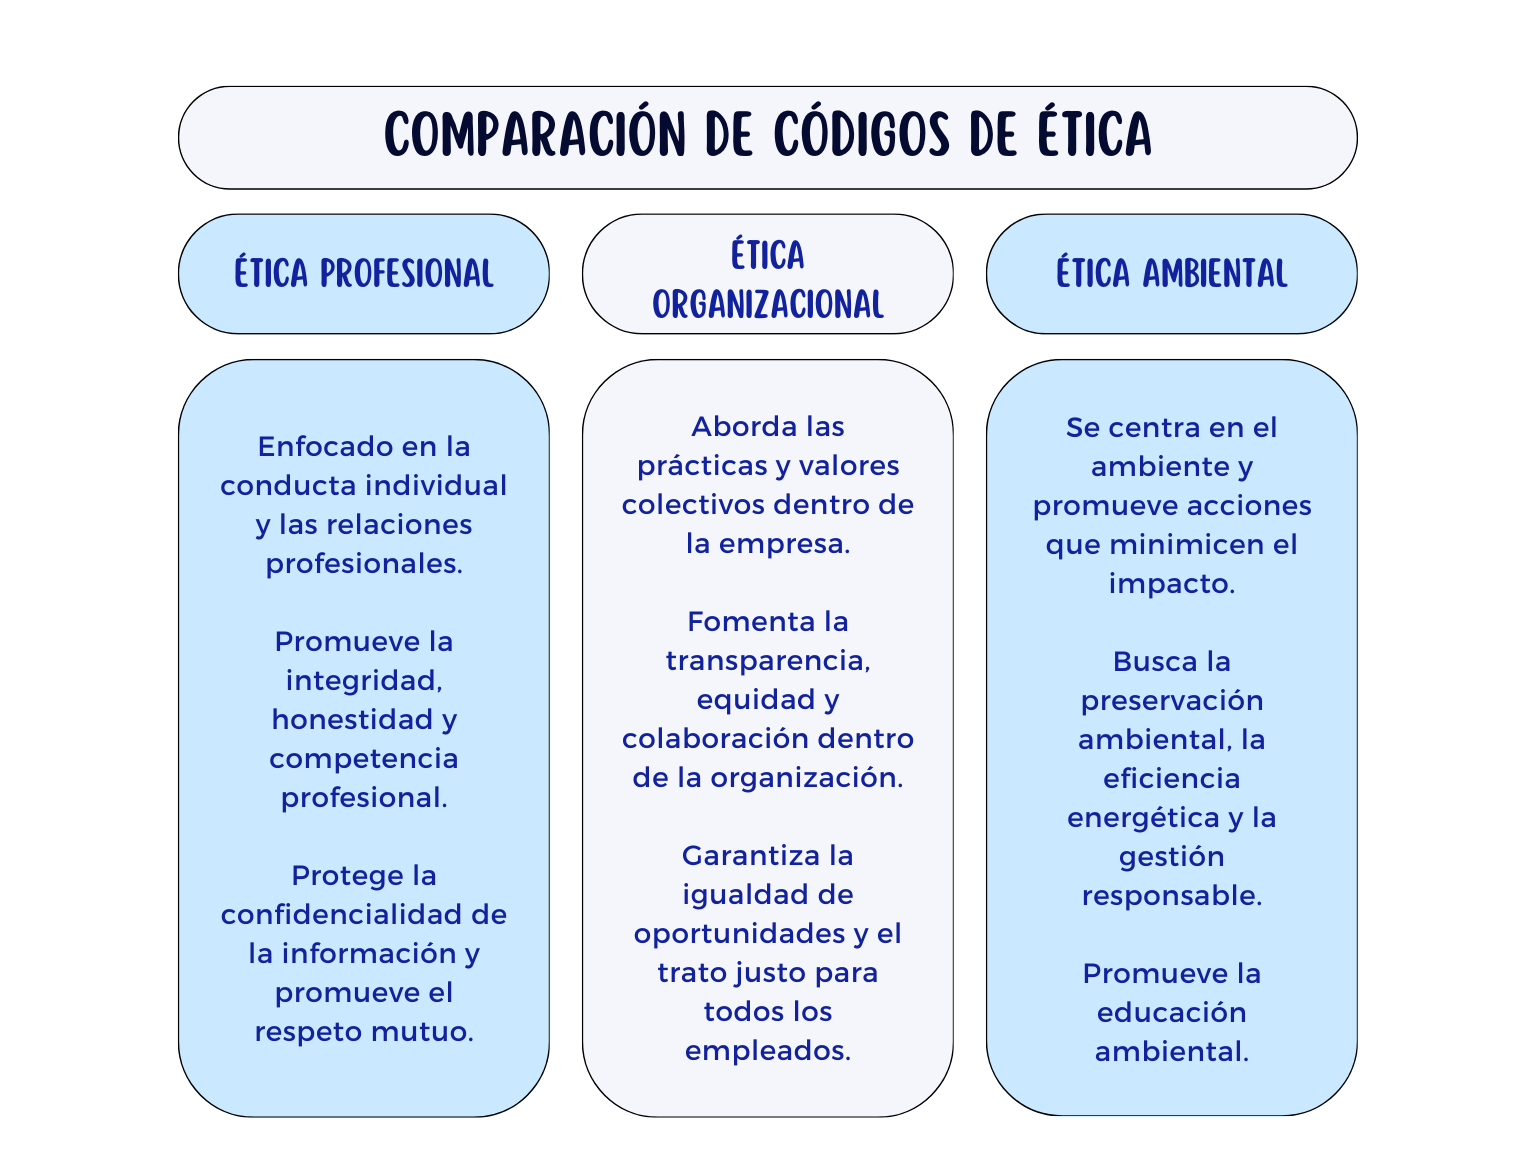 COMPARACIÓN DE CÓDIGOS DE ÉTICA
ÉTICA PROFESIONAL
ÉTICA
ORGANIZACIONAL
ÉTICA AMBIENTAL
Enfocado en la
conducta individual
y las relaciones
profesionales.
Promueve la
integridad,
honestidad y
competencia
profesional.
Protege la
confidencialidad de
la información y
promueve el
respeto mutuo.
Aborda las
prácticas y valores
colectivos dentro de
la empresa.
Fomenta la
transparencia,
equidad y
colaboración dentro
de la organización.
Garantiza la
igualdad de
oportunidades y el
trato justo para
todos los
empleados.
Se centra en el
ambiente y
promueve acciones
que minimicen el
impacto.
Busca la
preservación
ambiental, la
eficiencia
energética y la
gestión
responsable.
Promueve la
educación
ambiental.